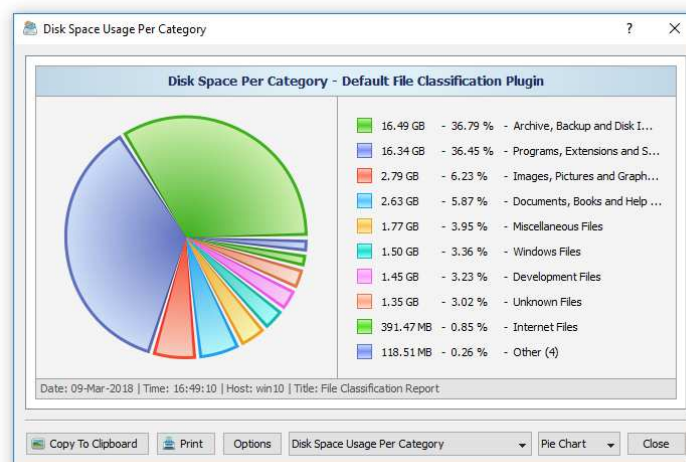 Disk Space Usage Per Category
? ×
Disk Space Per Category - Default File Classification Plugin
16.49 GB - 36.79 % - Archive, Backup and Disk I...
16.34 GB - 36.45 % - Programs, Extensions and S...
2.79 GB - 6.23 % - Images, Pictures and Graph...
2.63 GB - 5.87 % - Documents, Books and Help ...
1.77 GB - 3.95 % - Miscellaneous Files
1.50 GB - 3.36 % - Windows Files
1.45 GB - 3.23 % - Development Files
1.35 GB - 3.02 % - Unknown Files
391.47 MB - 0.85 % - Internet Files
118.51 MB - 0.26 % - Other (4)
Date: 09-Mar-2018 | Time: 16:49:10 | Host: win10 | Title: File Classification Report
Copy To Clipboard Print Options Disk Space Usage Per Category Pie Chart Close